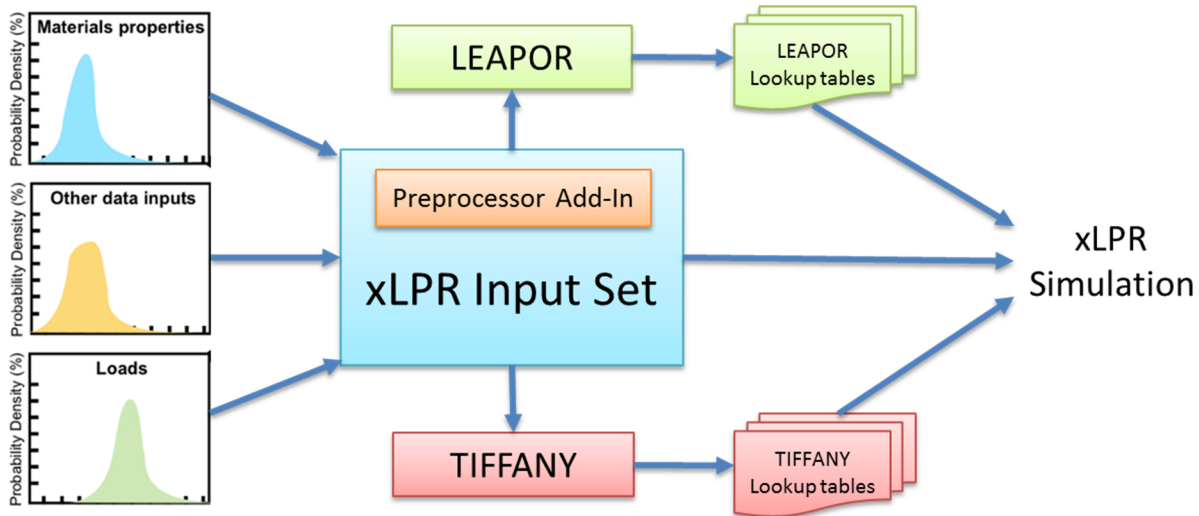 Materials properties
Probability Density (%)
Other data inputs
Probability Density (%)
Loads
Probability Density (%)
LEAPOR
LEAPOR
Lookup tables
Preprocessor Add-In
xLPR Input Set
TIFFANY
TIFFANY
Lookup tables
xLPR
Simulation